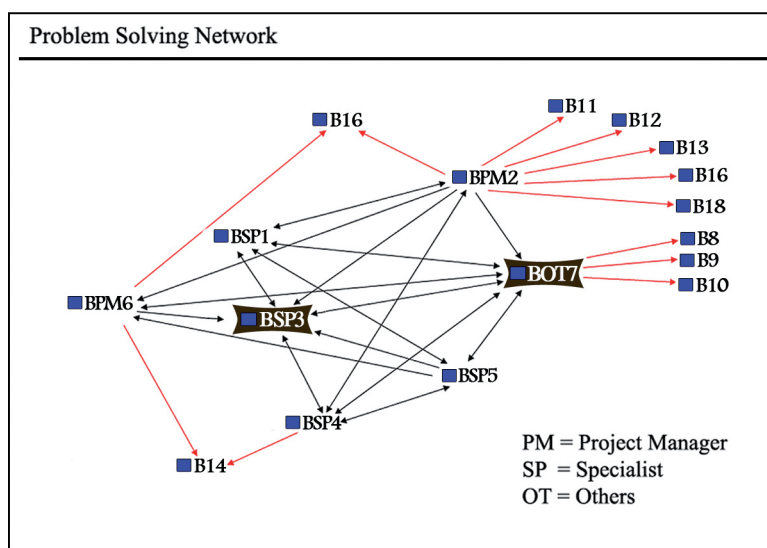 Problem Solving Network
B11
B16
B12
B13
BPM2
B16
B18
BSP1
B8
B9
BOT7
B10
BPM6
BSP3
BSP5
BSP4
B14
PM = Project Manager
SP = Specialist
OT = Others